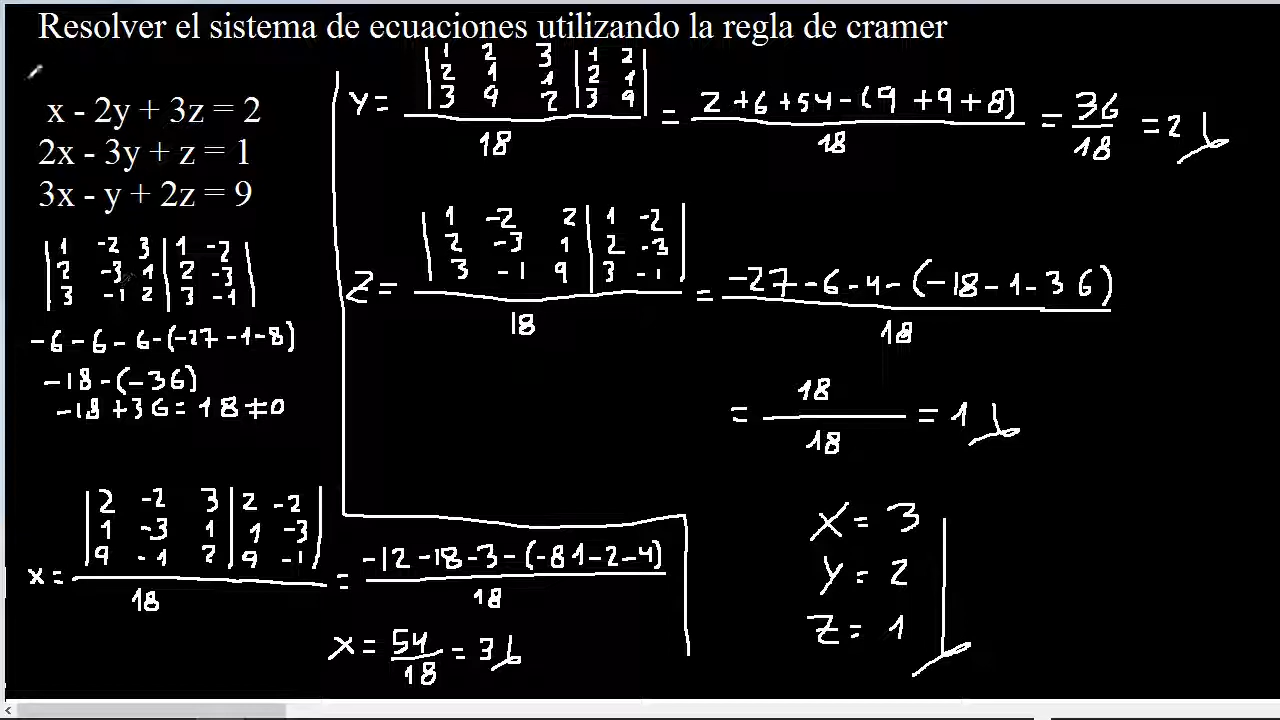 Resolver el sistema de ecuaciones utilizando la regla de cramer
x - 2y + 3z = 2
2x - 3y + z = 1
3x - y + 2z = 9
| 1 -2 3 | 1 -2 |
| 2 -3 1 | 2 -3 |
| 3 -1 2 | 3 -1 |
-6 - 6 - 6 - (-27 - 1 - 8)
-18 - (-36)
-18 + 36 = 18 ≠ 0
| 2 -2 3 | 2 -2 |
| 1 -3 1 | 1 -3 |
| 9 -1 2 | 9 -1 |
x = / 18 = -12 - 18 - 3 - (-81 - 2 - 4) / 18
x = 54/18 = 3
| 1 2 3 | 1 2 |
| 2 1 1 | 2 1 |
| 3 9 2 | 3 9 |
Y = / 18 = 2 + 6 + 54 - (9 + 9 + 8) / 18 = 36/18 = 2
| 1 -2 2 | 1 -2 |
| 2 -3 1 | 2 -3 |
| 3 -1 9 | 3 -1 |
Z = / 18 = -27 - 6 - 4 - (-18 - 1 - 36) / 18
= 18/18 = 1
X = 3
Y = 2
Z = 1